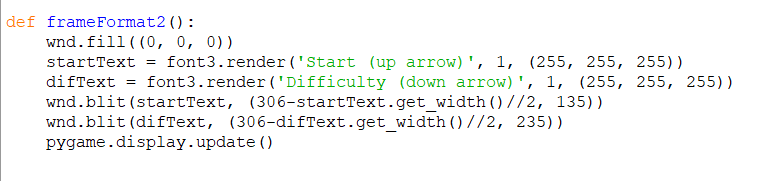 def frameFormat2():
    wnd.fill((0, 0, 0))
    startText = font3.render('Start (up arrow)', 1, (255, 255, 255))
    difText = font3.render('Difficulty (down arrow)', 1, (255, 255, 255))
    wnd.blit(startText, (306-startText.get_width()//2, 135))
    wnd.blit(difText, (306-difText.get_width()//2, 235))
    pygame.display.update()